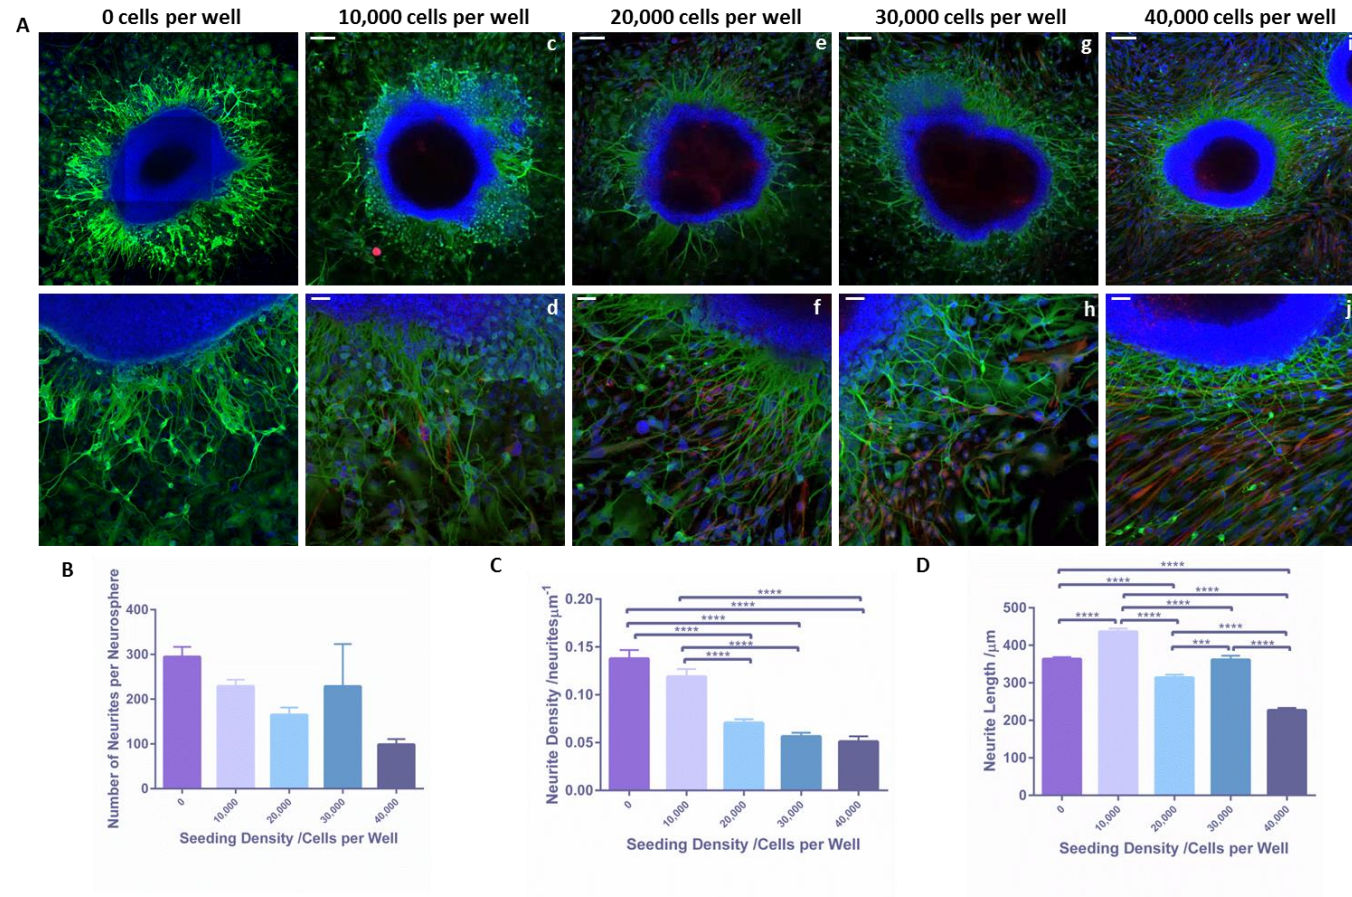 A
0 cells per well
10,000 cells per well
20,000 cells per well
30,000 cells per well
40,000 cells per well
c
e
g
i
d
f
h
j
B
Number of Neurites per Neurosphere
400
300
200
100
0
0
10,000
20,000
30,000
40,000
Seeding Density /Cells per Well
C
Neurite Density /neuritesμm⁻¹
0.20
0.15
0.10
0.05
0.00
****
****
****
****
****
****
0
10,000
20,000
30,000
40,000
Seeding Density /Cells per Well
D
Neurite Length /μm
500
400
300
200
100
0
****
****
****
****
**** ****
****
*** ****
0
10,000
20,000
30,000
40,000
Seeding Density /Cells per Well